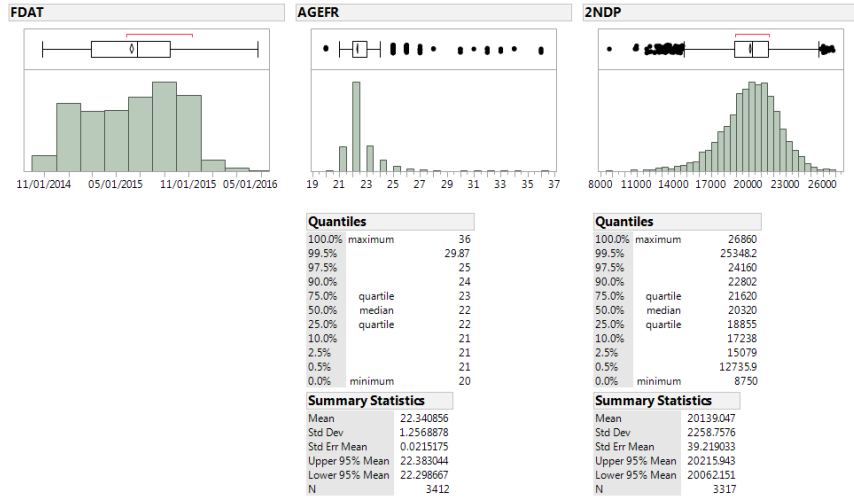 FDAT
AGEFR
2NDP
11/01/2014 05/01/2015 11/01/2015 05/01/2016
19 21 23 25 27 29 31 33 35 37
8000 11000 14000 17000 20000 23000 26000
Quantiles
100.0% maximum 36
99.5% 29.87
97.5% 25
90.0% 24
75.0% quartile 23
50.0% median 22
25.0% quartile 22
10.0% 21
2.5% 21
0.5% 21
0.0% minimum 20
Summary Statistics
Mean 22.340856
Std Dev 1.2568878
Std Err Mean 0.0215175
Upper 95% Mean 22.383044
Lower 95% Mean 22.298667
N 3412
Quantiles
100.0% maximum 26860
99.5% 25348.2
97.5% 24160
90.0% 22802
75.0% quartile 21620
50.0% median 20320
25.0% quartile 18855
10.0% 17238
2.5% 15079
0.5% 12735.9
0.0% minimum 8750
Summary Statistics
Mean 20139.047
Std Dev 2258.7576
Std Err Mean 39.219033
Upper 95% Mean 20215.943
Lower 95% Mean 20062.151
N 3317